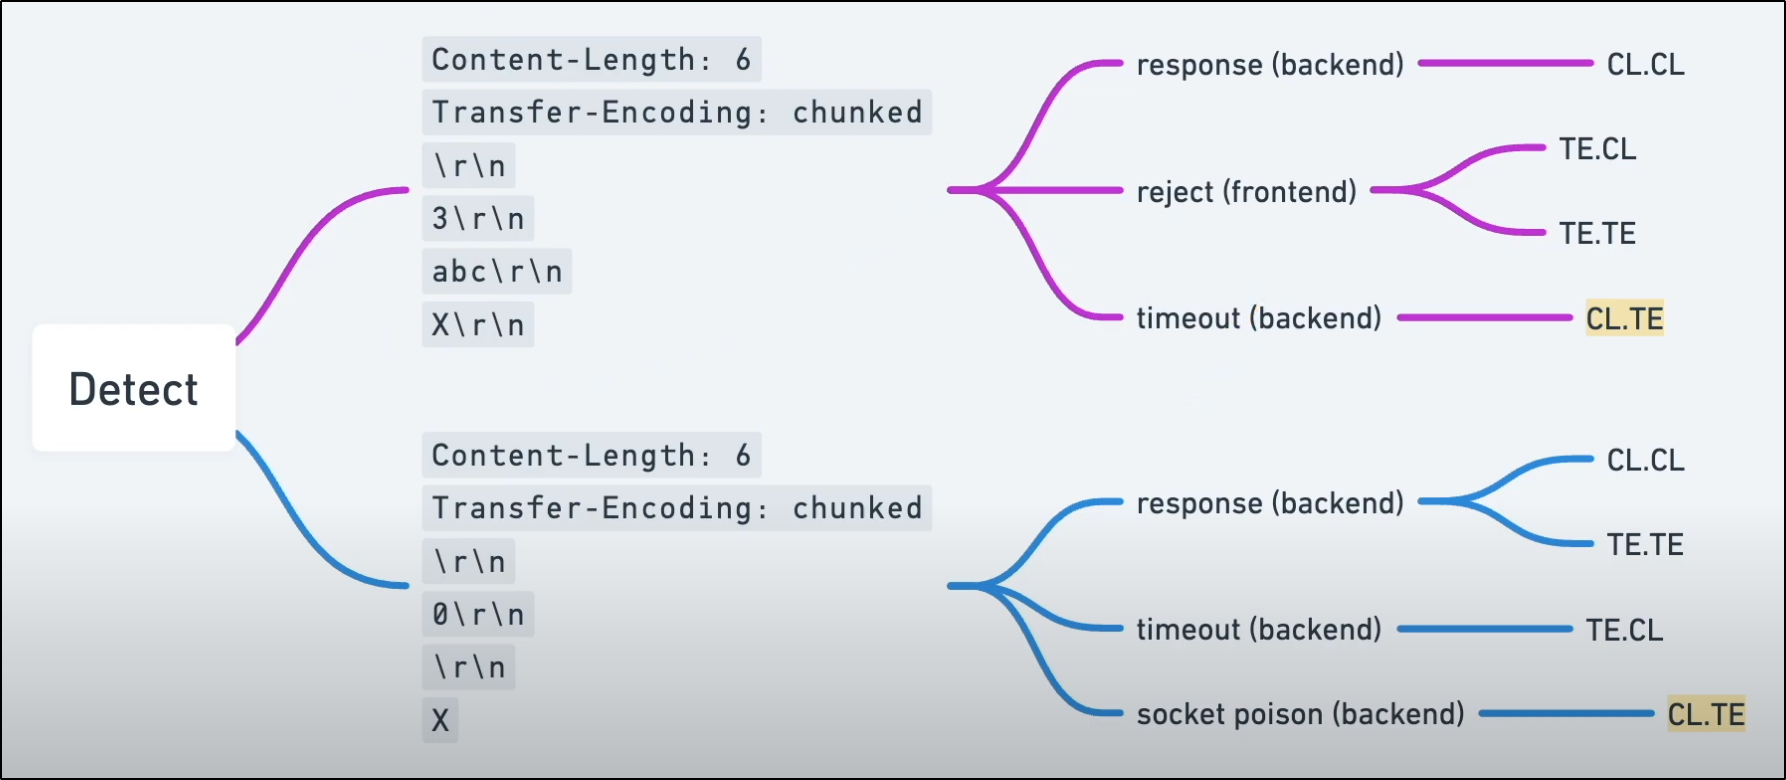 Detect
Content-Length: 6
Transfer-Encoding: chunked
\r\n
3\r\n
abc\r\n
X\r\n
response (backend)
CL.CL
reject (frontend)
TE.CL
TE.TE
timeout (backend)
CL.TE
Content-Length: 6
Transfer-Encoding: chunked
\r\n
0\r\n
\r\n
X
response (backend)
CL.CL
TE.TE
timeout (backend)
TE.CL
socket poison (backend)
CL.TE